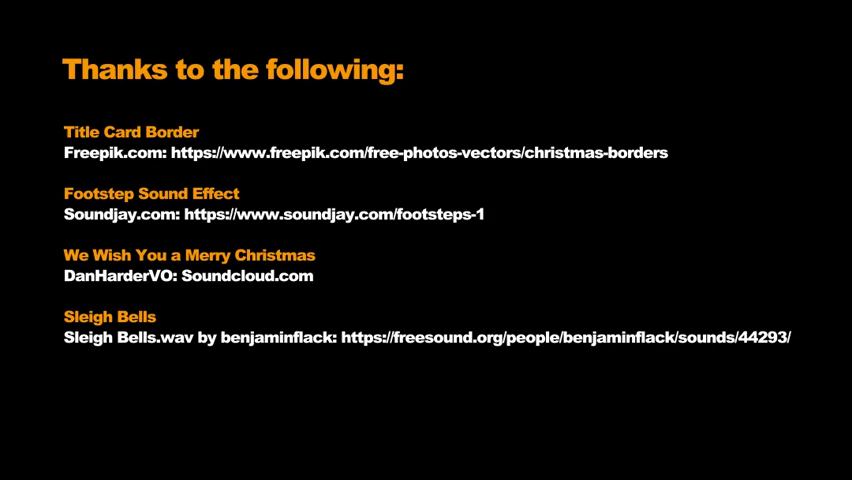 Thanks to the following:
Title Card Border
Freepik.com: https://www.freepik.com/free-photos-vectors/christmas-borders
Footstep Sound Effect
Soundjay.com: https://www.soundjay.com/footsteps-1
We Wish You a Merry Christmas
DanHarderVO: Soundcloud.com
Sleigh Bells
Sleigh Bells.wav by benjaminflack: https://freesound.org/people/benjaminflack/sounds/44293/